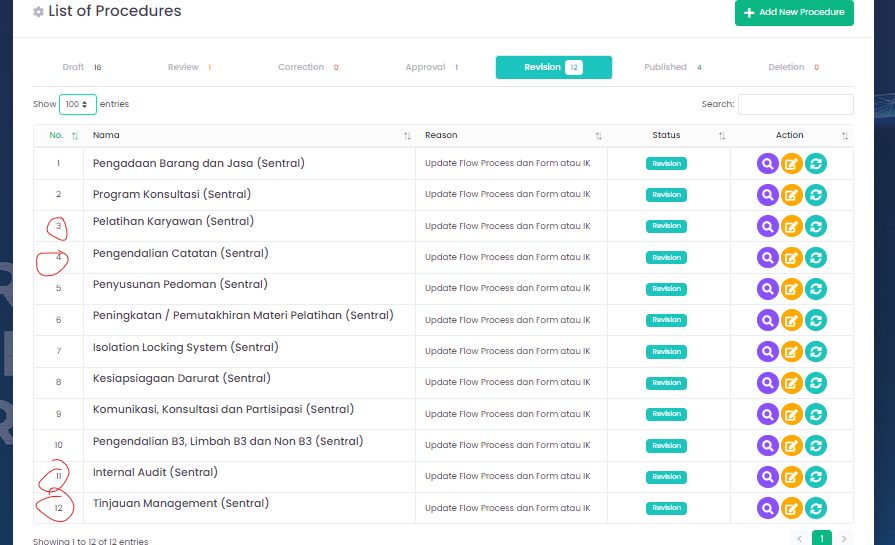 List of Procedures
Add New Procedure
Draft 16 Review 1 Correction 0 Approval 1 Revision 12 Published 4 Deletion 0
Show 100 entries Search:
No. Nama Reason Status Action
1 Pengadaan Barang dan Jasa (Sentral) Update Flow Process dan Form atau IK Revision
2 Program Konsultasi (Sentral) Update Flow Process dan Form atau IK Revision
3 Pelatihan Karyawan (Sentral) Update Flow Process dan Form atau IK Revision
4 Pengendalian Catatan (Sentral) Update Flow Process dan Form atau IK Revision
5 Penyusunan Pedoman (Sentral) Update Flow Process dan Form atau IK Revision
6 Peningkatan / Pemutakhiran Materi Pelatihan (Sentral) Update Flow Process dan Form atau IK Revision
7 Isolation Locking System (Sentral) Update Flow Process dan Form atau IK Revision
8 Kesiapsiagaan Darurat (Sentral) Update Flow Process dan Form atau IK Revision
9 Komunikasi, Konsultasi dan Partisipasi (Sentral) Update Flow Process dan Form atau IK Revision
10 Pengendalian B3, Limbah B3 dan Non B3 (Sentral) Update Flow Process dan Form atau IK Revision
11 Internal Audit (Sentral) Update Flow Process dan Form atau IK Revision
12 Tinjauan Management (Sentral) Update Flow Process dan Form atau IK Revision
Showing 1 to 12 of 12 entries 1